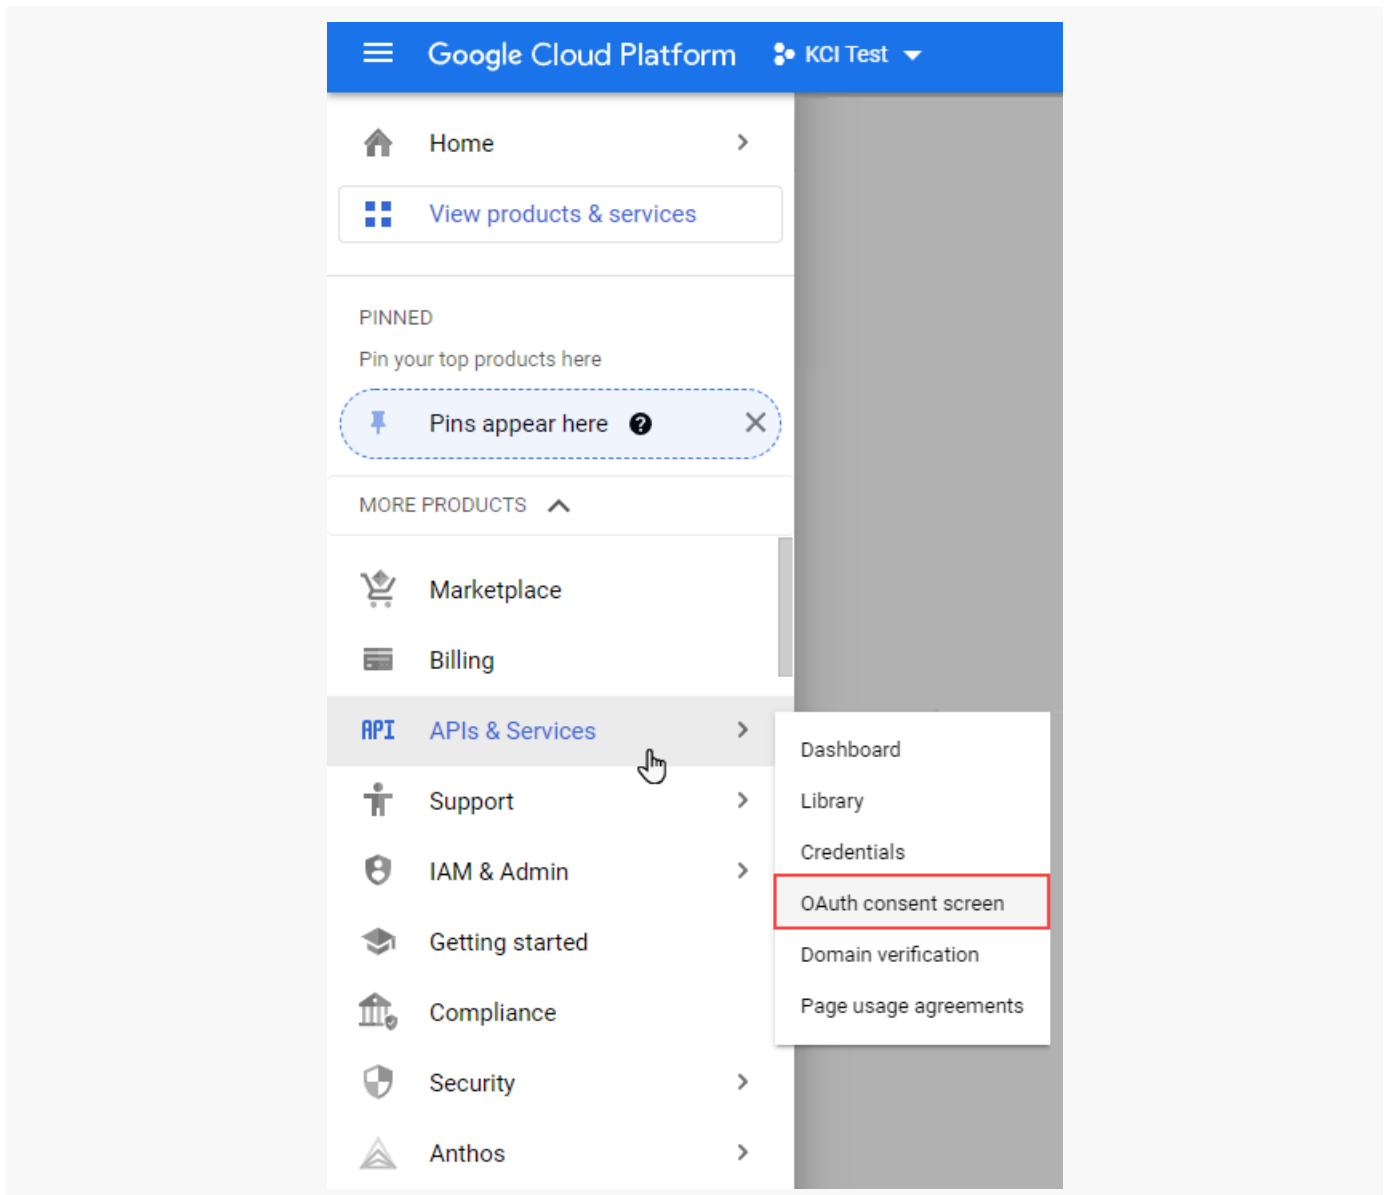 Google Cloud Platform KCI Test
Home
View products & services
PINNED
Pin your top products here
Pins appear here ?
MORE PRODUCTS
Marketplace
Billing
API APIs & Services
Support
IAM & Admin
Getting started
Compliance
Security
Anthos
Dashboard
Library
Credentials
OAuth consent screen
Domain verification
Page usage agreements